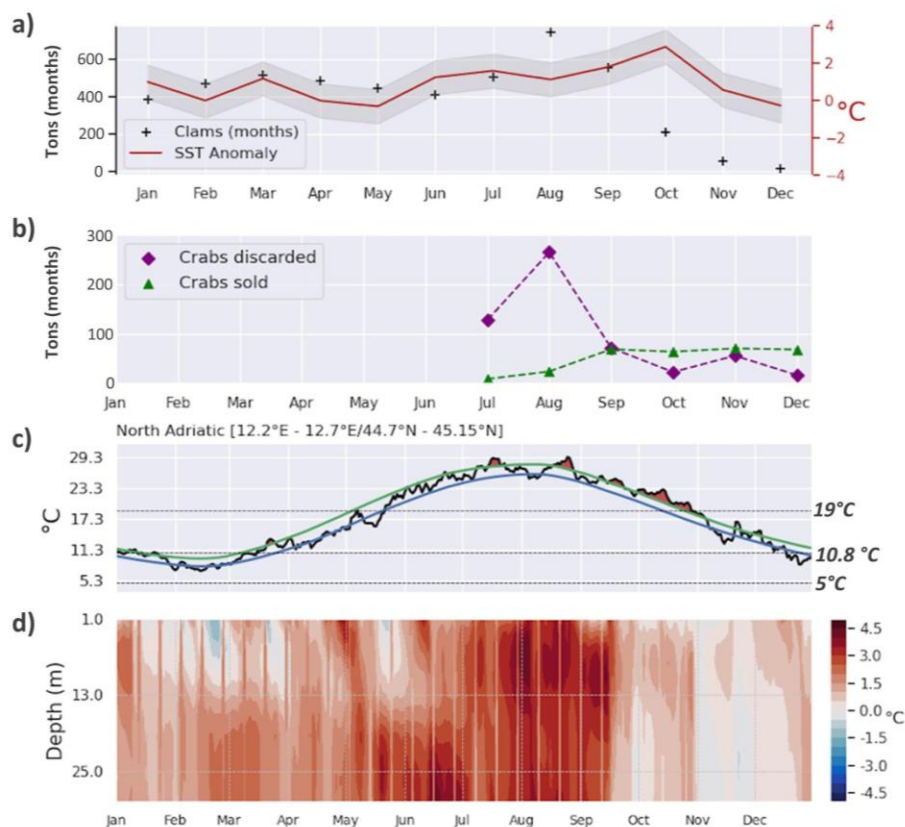 a)
Tons (months)
600
400
200
0
Clams (months)
SST Anomaly
4
2
0
−2
−4
°C
Jan Feb Mar Apr May Jun Jul Aug Sep Oct Nov Dec
b)
Tons (months)
300
200
100
0
Crabs discarded
Crabs sold
Jan Feb Mar Apr May Jun Jul Aug Sep Oct Nov Dec
c)
North Adriatic [12.2°E - 12.7°E/44.7°N - 45.15°N]
°C
29.3
23.3
17.3
11.3
5.3
19°C
10.8 °C
5°C
d)
Depth (m)
1.0
13.0
25.0
4.5
3.0
1.5
0.0
-1.5
-3.0
-4.5
°C
Jan Feb Mar Apr May Jun Jul Aug Sep Oct Nov Dec